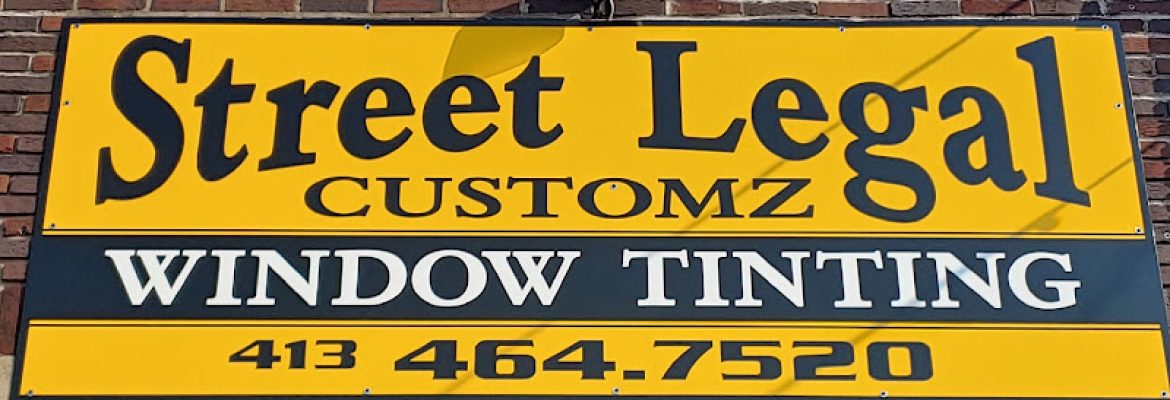 Street Legal
CUSTOMZ
WINDOW TINTING
413 464.7520